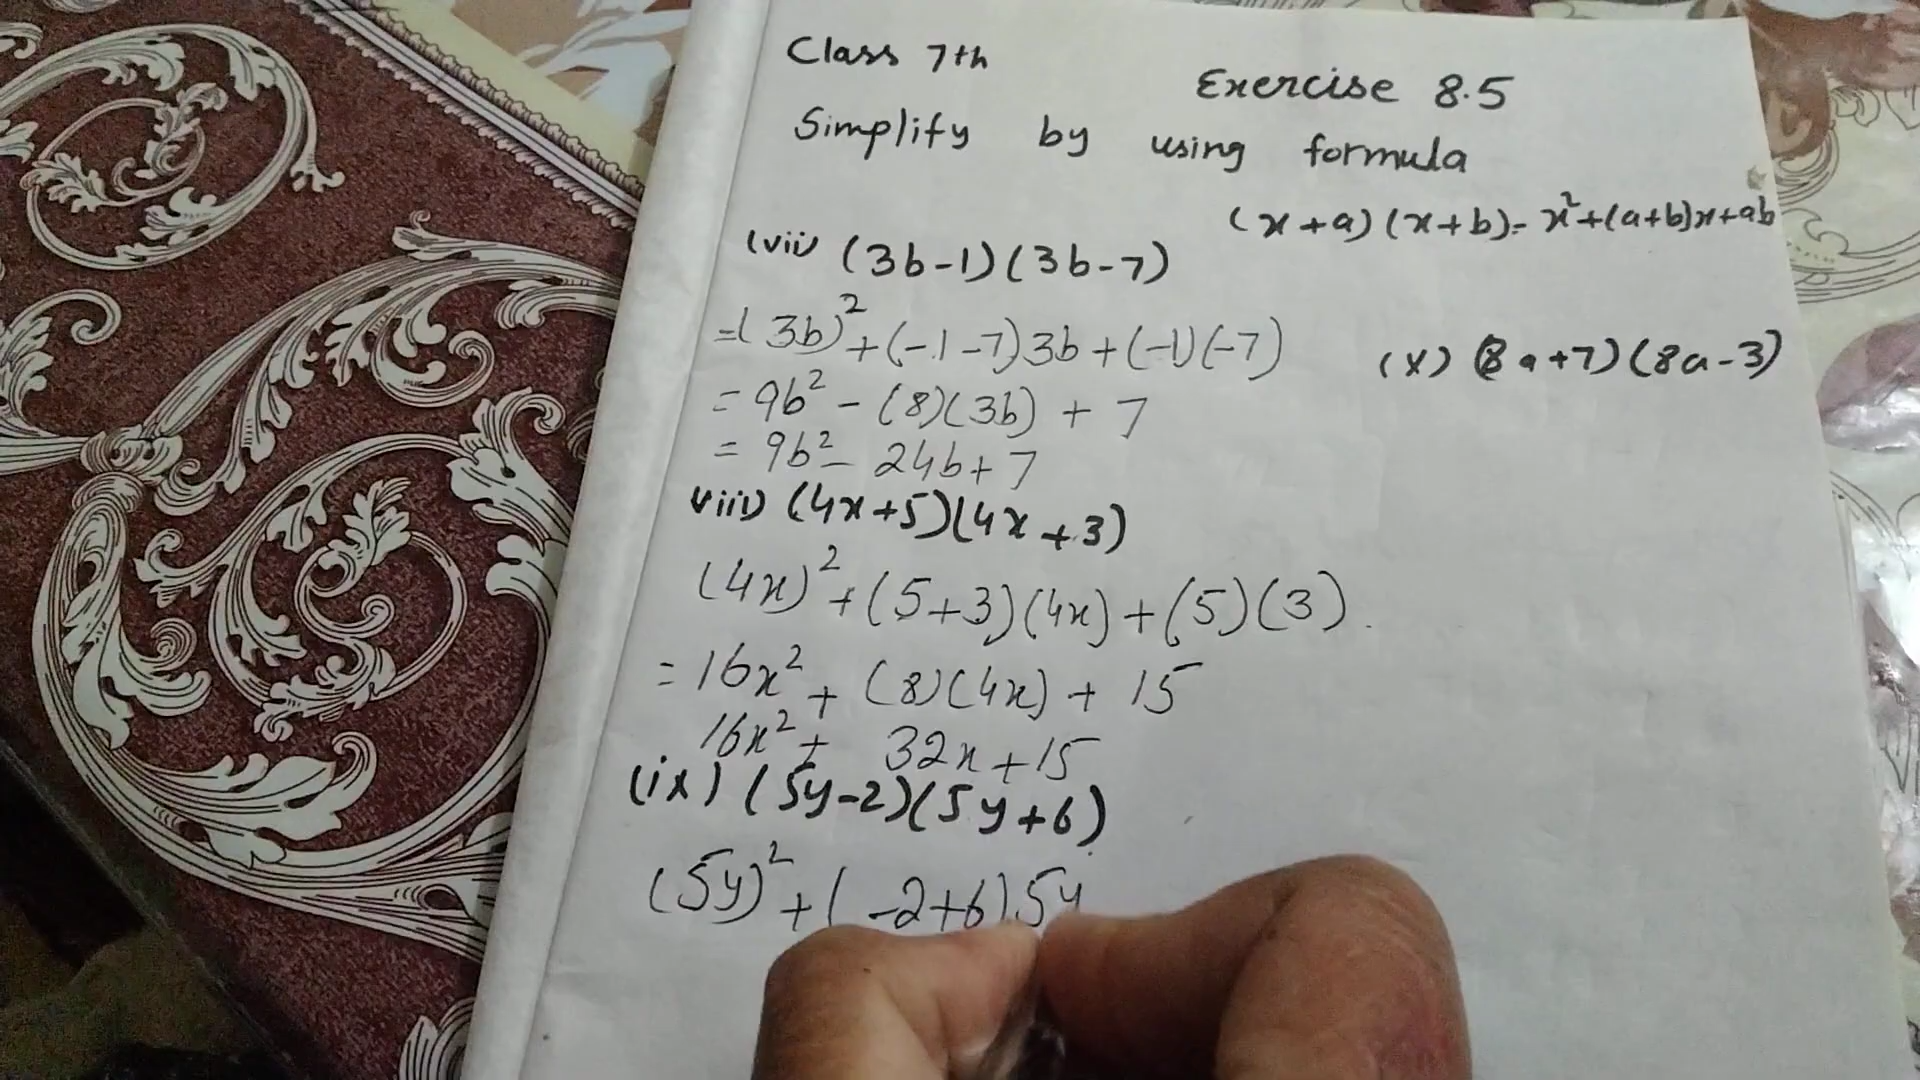 Class 7th
Exercise 8.5
Simplify by using formula
(x+a)(x+b)= x²+(a+b)x+ab
(vii) (3b-1)(3b-7)
=(3b)²+(-1-7)3b+(-1)(-7)
= 9b² - (8)(3b) + 7
= 9b² - 24b+7
viii) (4x+5)(4x+3)
(4x)²+(5+3)(4x)+(5)(3).
= 16x² + (8)(4x) + 15
16x² + 32x+15
(ix) (5y-2)(5y+6)
(5y)²+( -2+6)5y
(x) (8a+7)(8a-3)